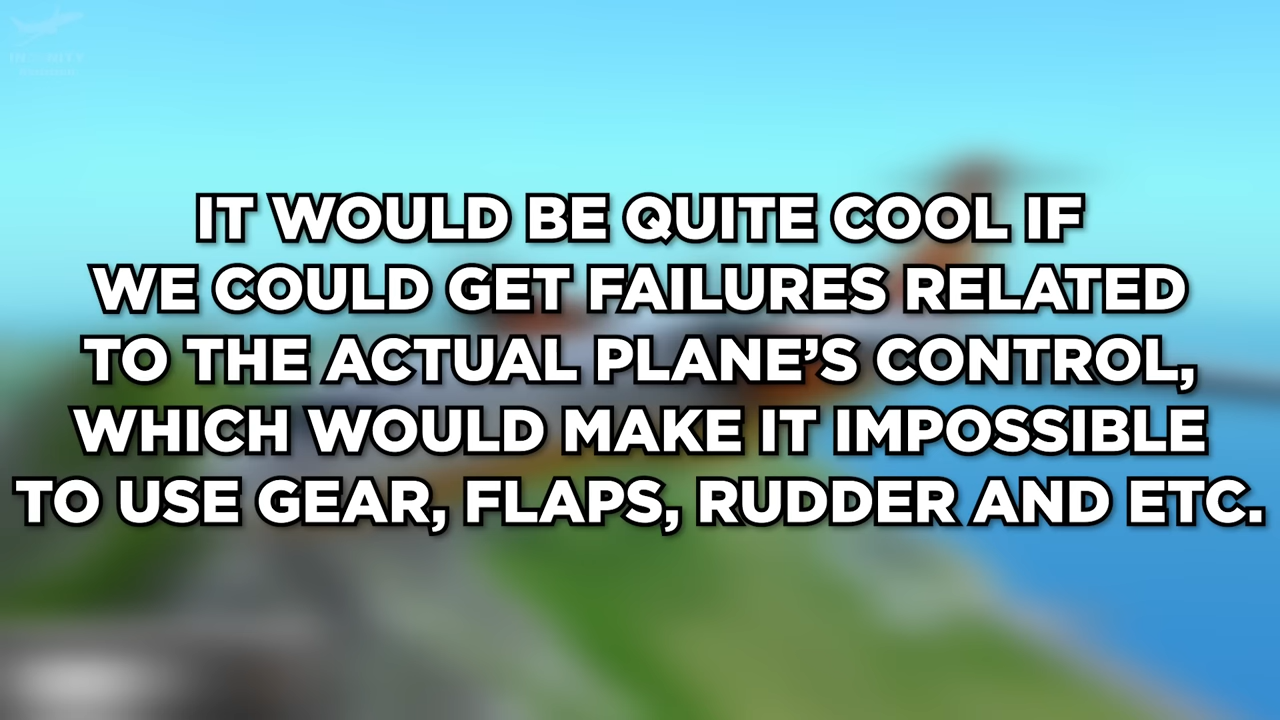 IT WOULD BE QUITE COOL IF
WE COULD GET FAILURES RELATED
TO THE ACTUAL PLANE’S CONTROL,
WHICH WOULD MAKE IT IMPOSSIBLE
TO USE GEAR, FLAPS, RUDDER AND ETC.